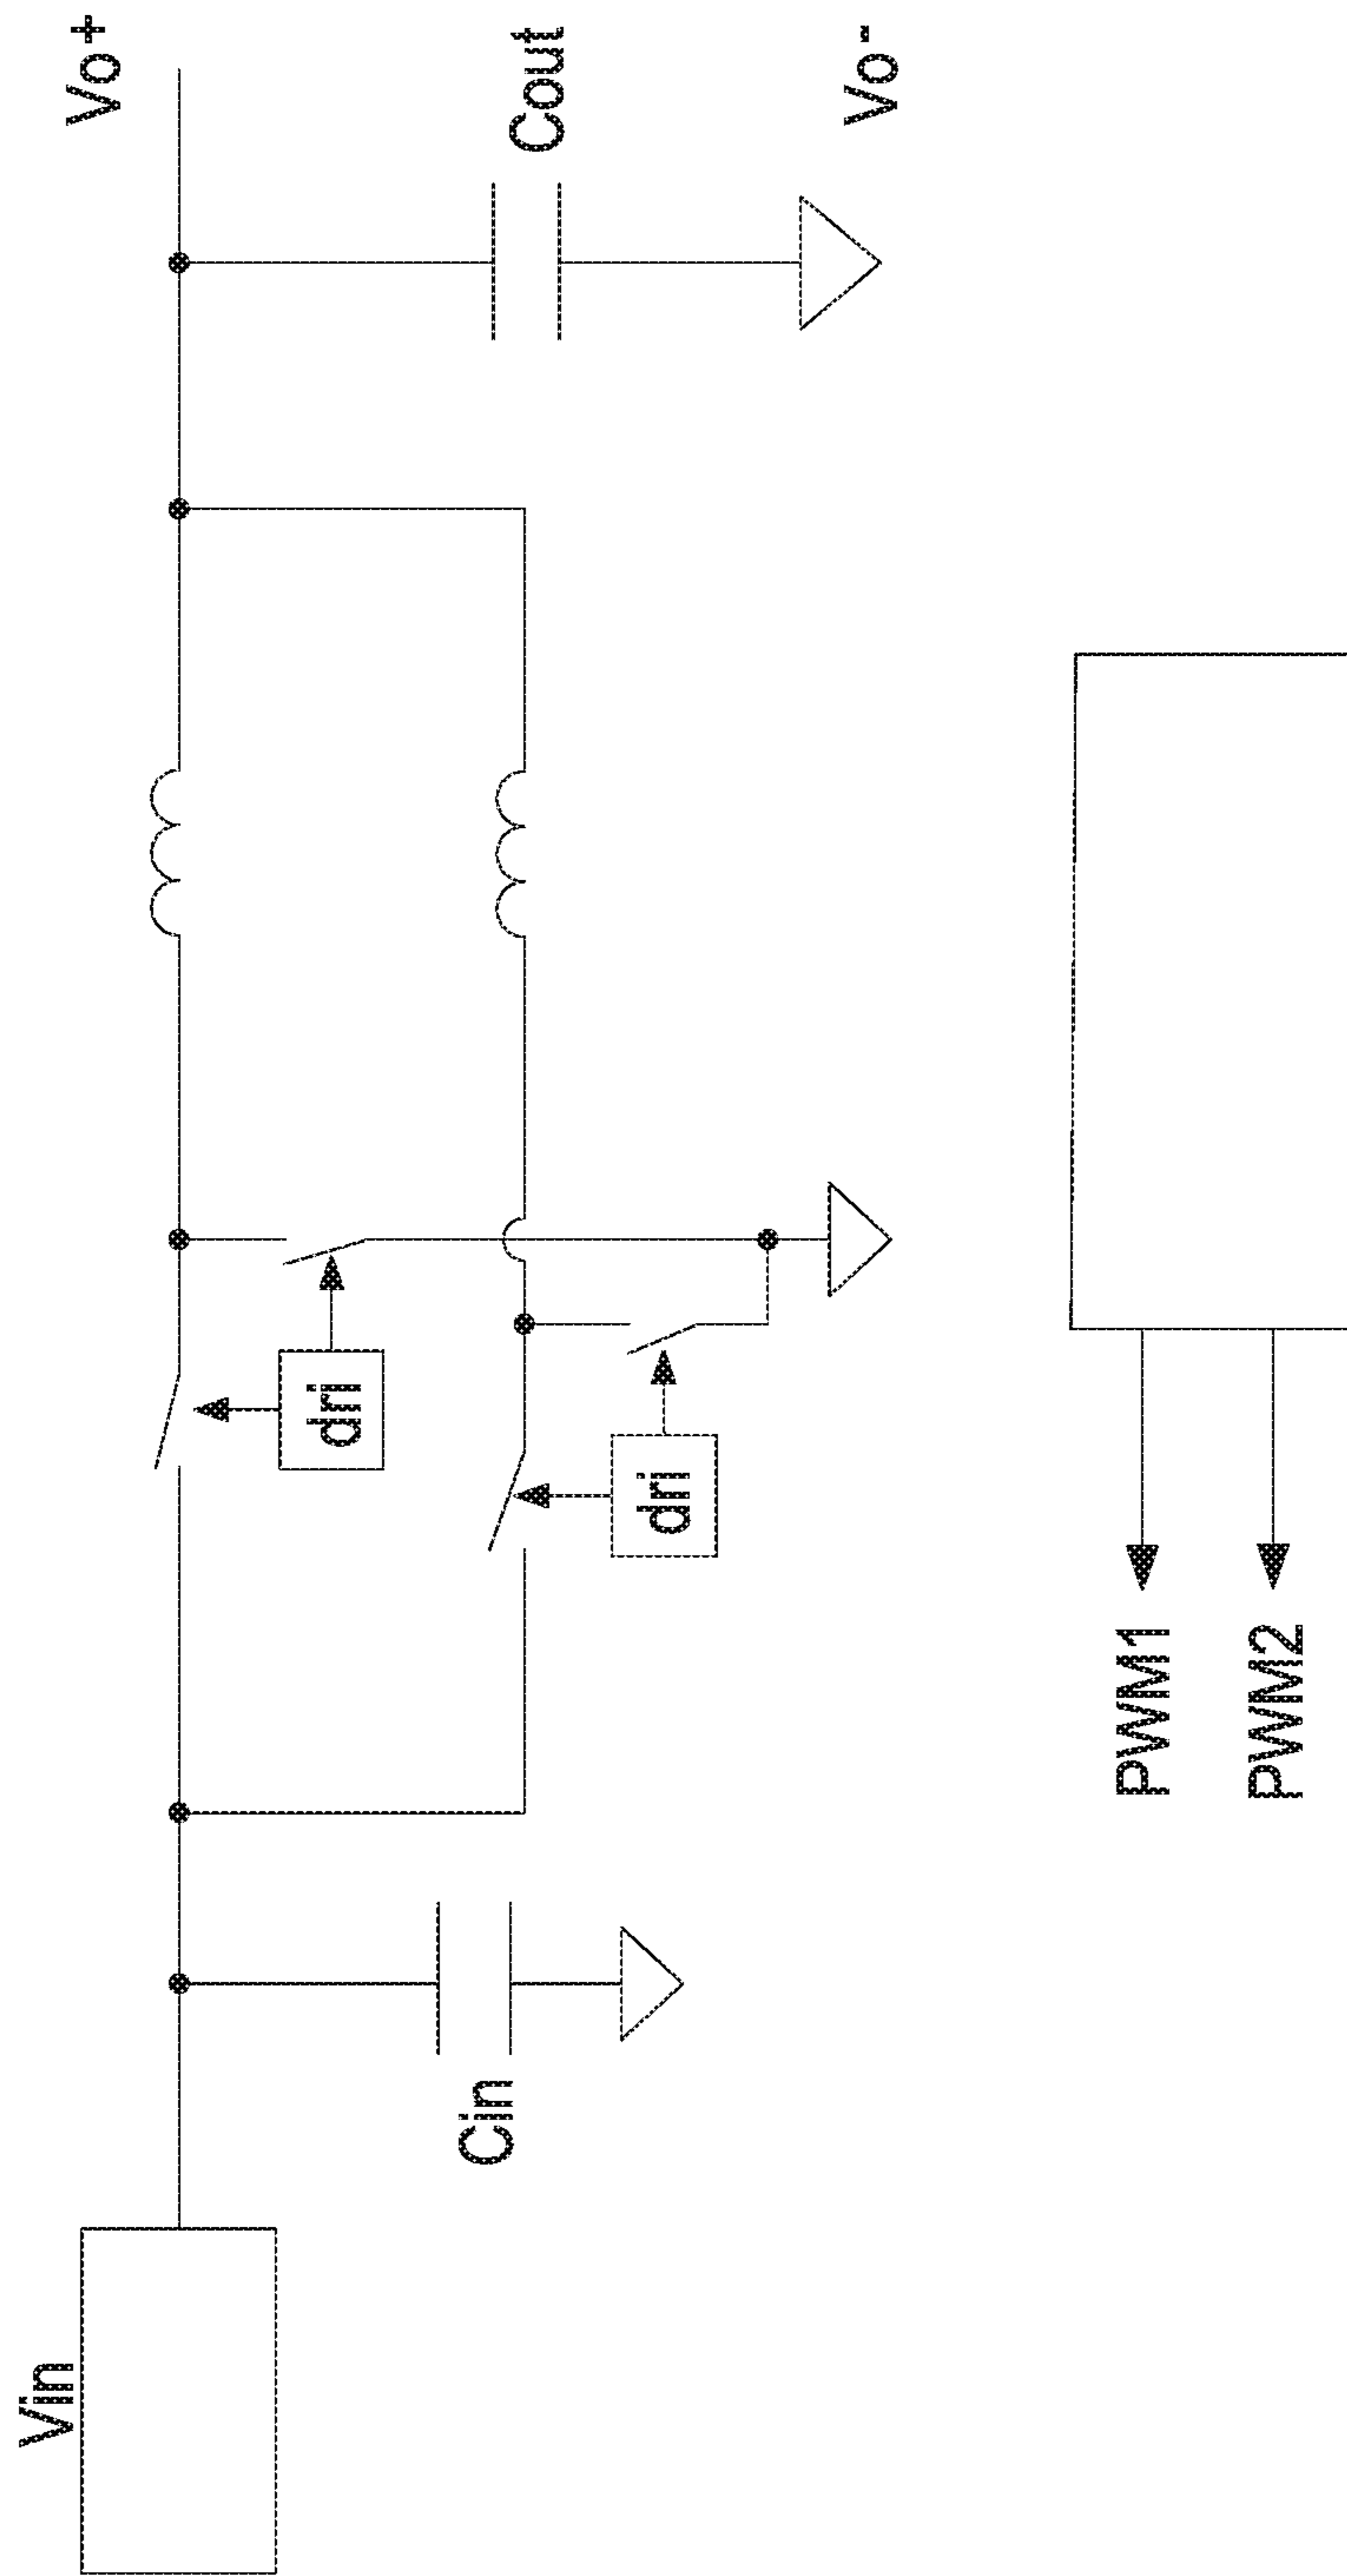 Vin
Cin
dri
dri
Vo+
Cout
Vo-
PWM1
PWM2